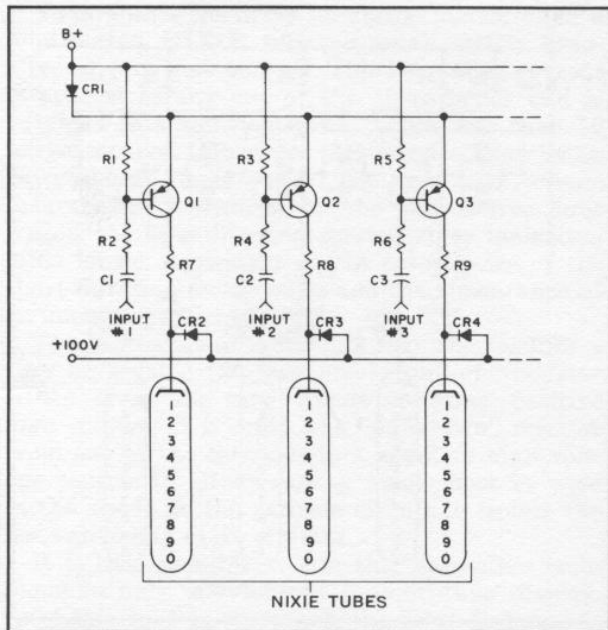 B+
CR1
R1
R3
R5
Q1
Q2
Q3
R2
R4
R6
C1
R7
C2
R8
C3
R9
INPUT
#1
INPUT
#2
INPUT
#3
CR2
CR3
CR4
+100V
1
2
3
4
5
6
7
8
9
0
1
2
3
4
5
6
7
8
9
0
1
2
3
4
5
6
7
8
9
0
NIXIE TUBES